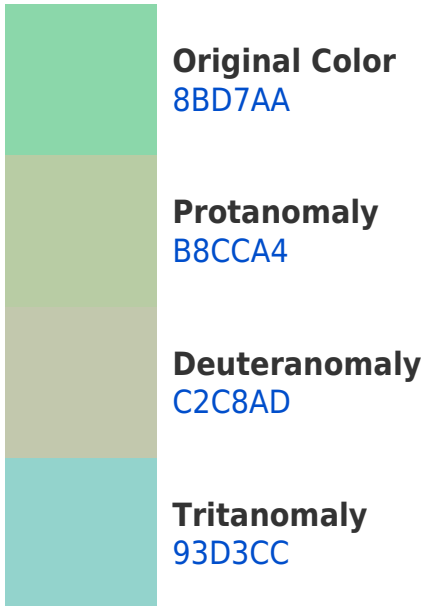 Original Color
8BD7AA
Protanomaly
B8CCA4
Deuteranomaly
C2C8AD
Tritanomaly
93D3CC